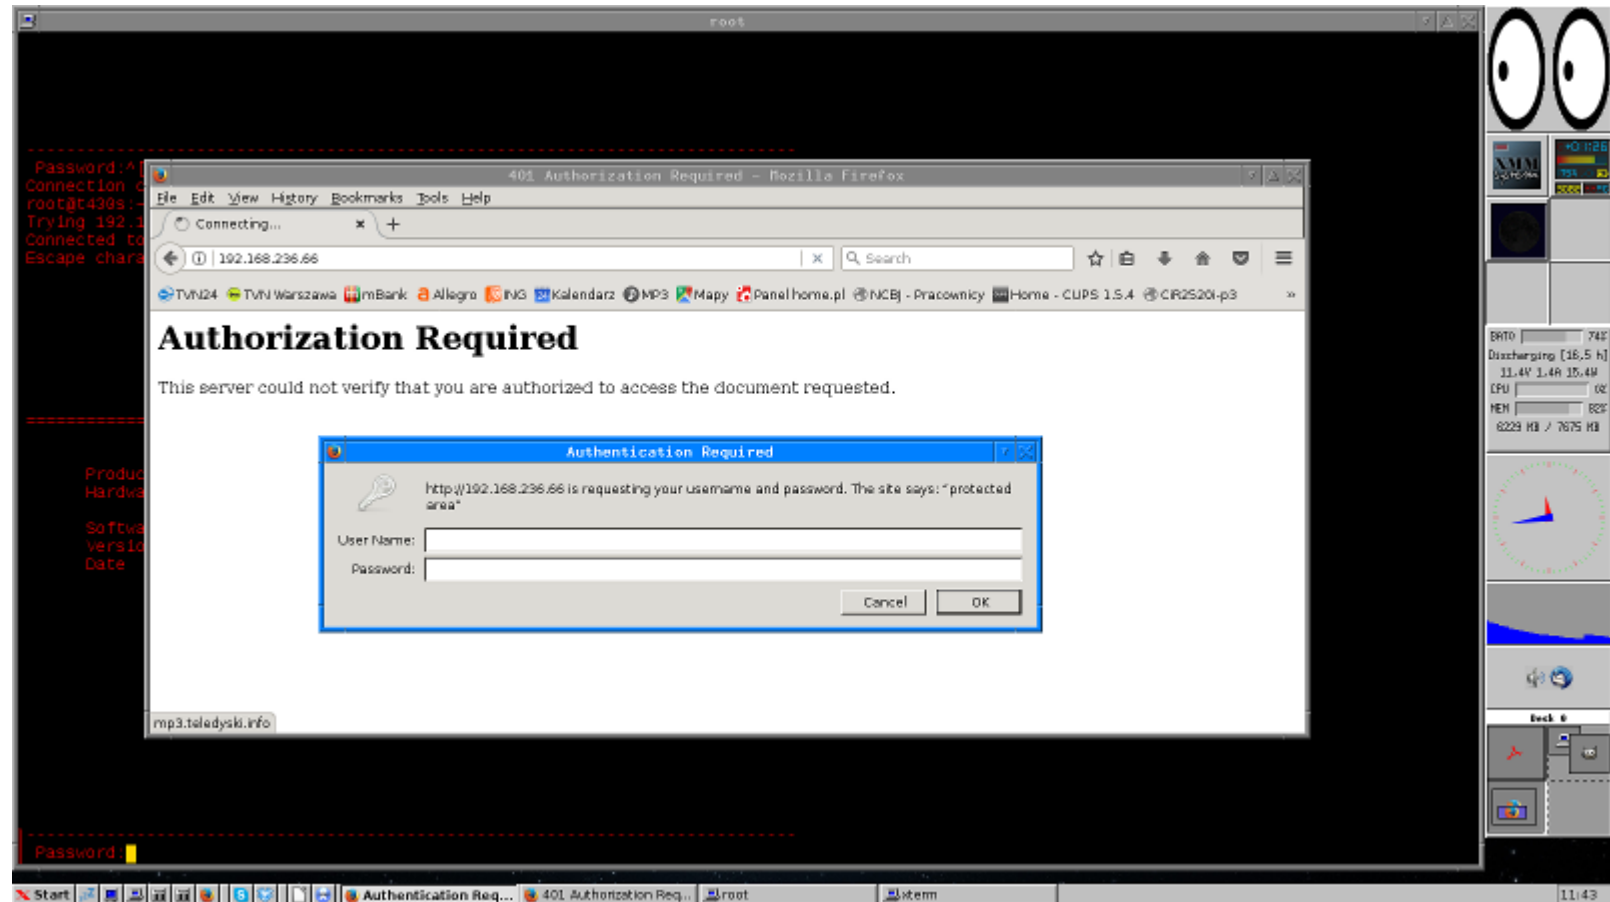 root
Password:^[
Connection c
root@t430s:~
Trying 192.1
Connected to
Escape chara
401 Authorization Required - Mozilla Firefox
File Edit View History Bookmarks Tools Help
Connecting...
192.168.236.66
Search
TVN24 TVN Warszawa mBank Allegro ING Kalendarz MP3 Mapy Panel home.pl NCBJ - Pracownicy Home - CUPS 1.5.4 CIR2520i-p3 »
Authorization Required
This server could not verify that you are authorized to access the document requested.
Authentication Required
http://192.168.236.66 is requesting your username and password. The site says: "protected
area"
User Name:
Password:
Cancel OK
mp3.teledyski.info
Produc
Hardwa
Softwa
versio
Date
Password:
XMM
BAT0 74%
Discharging [16,5 h]
11.4V 1.4A 15.4W
CPU 0%
MEM 82%
6229 MB / 7675 MB
Deck 0
Start Authentication Req... 401 Authorization Req... root xterm 11:43